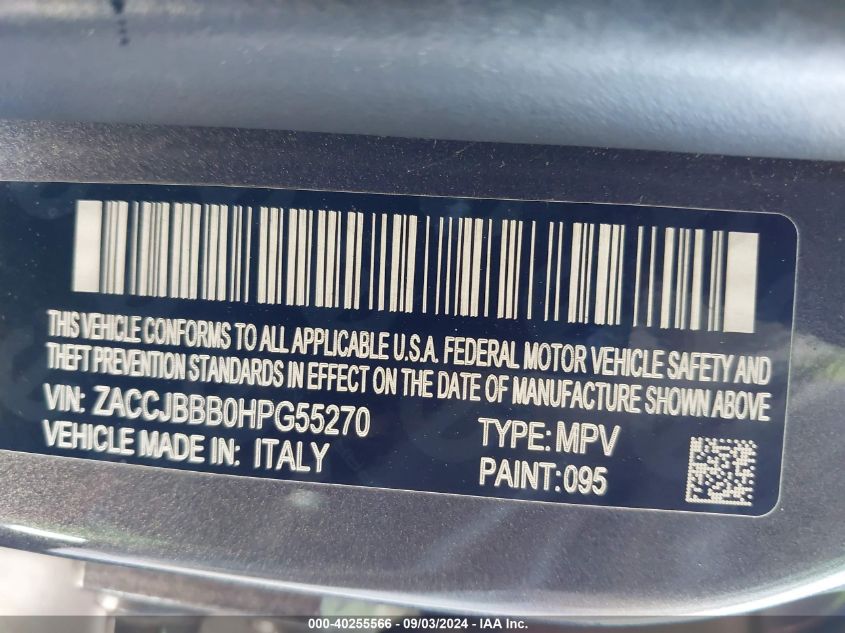 THIS VEHICLE CONFORMS TO ALL APPLICABLE U.S.A. FEDERAL MOTOR VEHICLE SAFETY AND
THEFT PREVENTION STANDARDS IN EFFECT ON THE DATE OF MANUFACTURE SHOWN ABOVE
VIN: ZACCJBBB0HPG55270
TYPE: MPV
VEHICLE MADE IN: ITALY
PAINT: 095
000-40255566 - 09/03/2024 - IAA Inc.